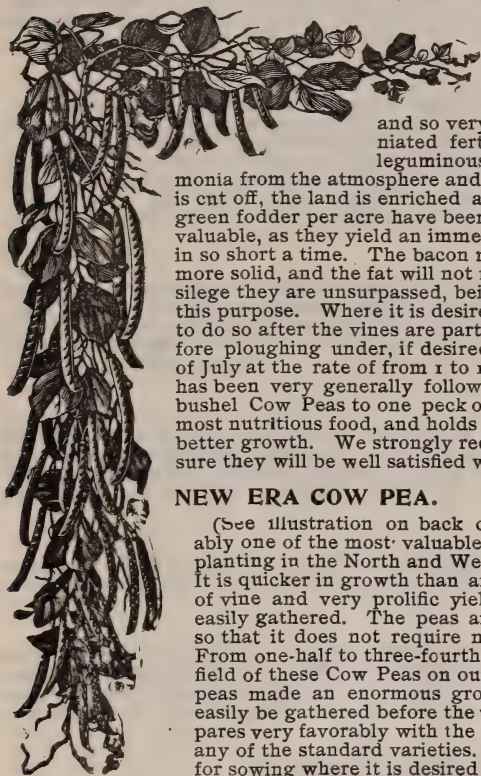 and so very
niated fert
leguminous
monia from the atmosphere and
is cut off, the land is enriched a
green fodder per acre have been
valuable, as they yield an imme
in so short a time. The bacon r
more solid, and the fat will not
silege they are unsurpassed, bei
this purpose. Where it is desire
to do so after the vines are part
fore ploughing under, if desired
of July at the rate of from 1 to 1
has been very generally follow
bushel Cow Peas to one peck o
most nutritious food, and holds
better growth. We strongly rec
sure they will be well satisfied w
NEW ERA COW PEA.
(See illustration on back c
ably one of the most valuable
planting in the North and We
It is quicker in growth than a
of vine and very prolific yiel
easily gathered. The peas a
so that it does not require m
From one-half to three-fourth
field of these Cow Peas on ou
peas made an enormous gro
easily be gathered before the
pares very favorably with the
any of the standard varieties.
for sowing where it is desired